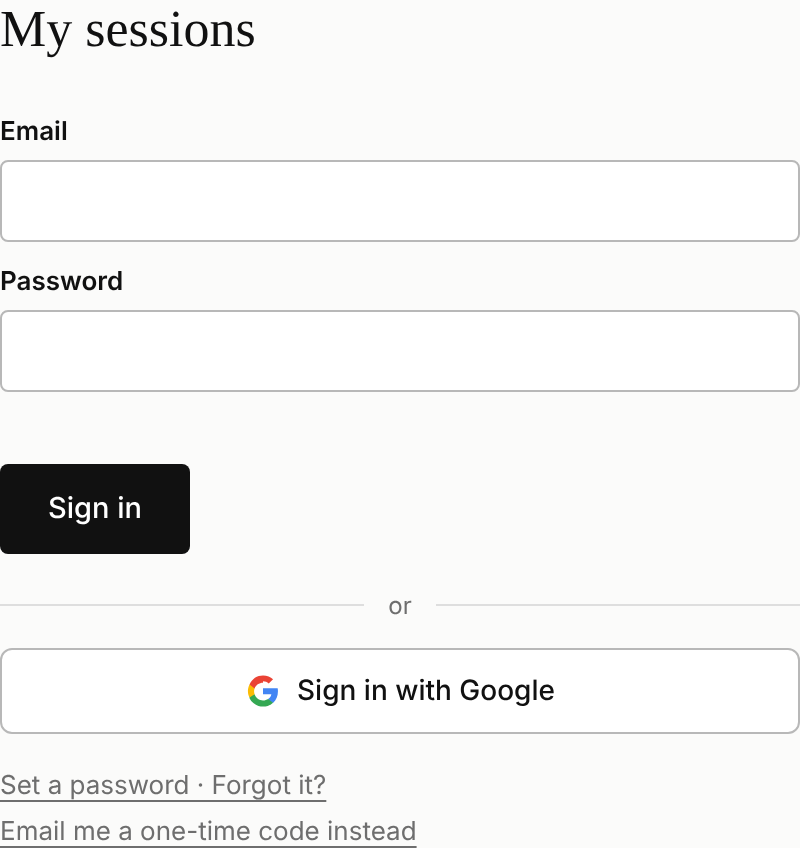 My sessions
Email
Password
Sign in
or
Sign in with Google
Set a password · Forgot it?
Email me a one-time code instead